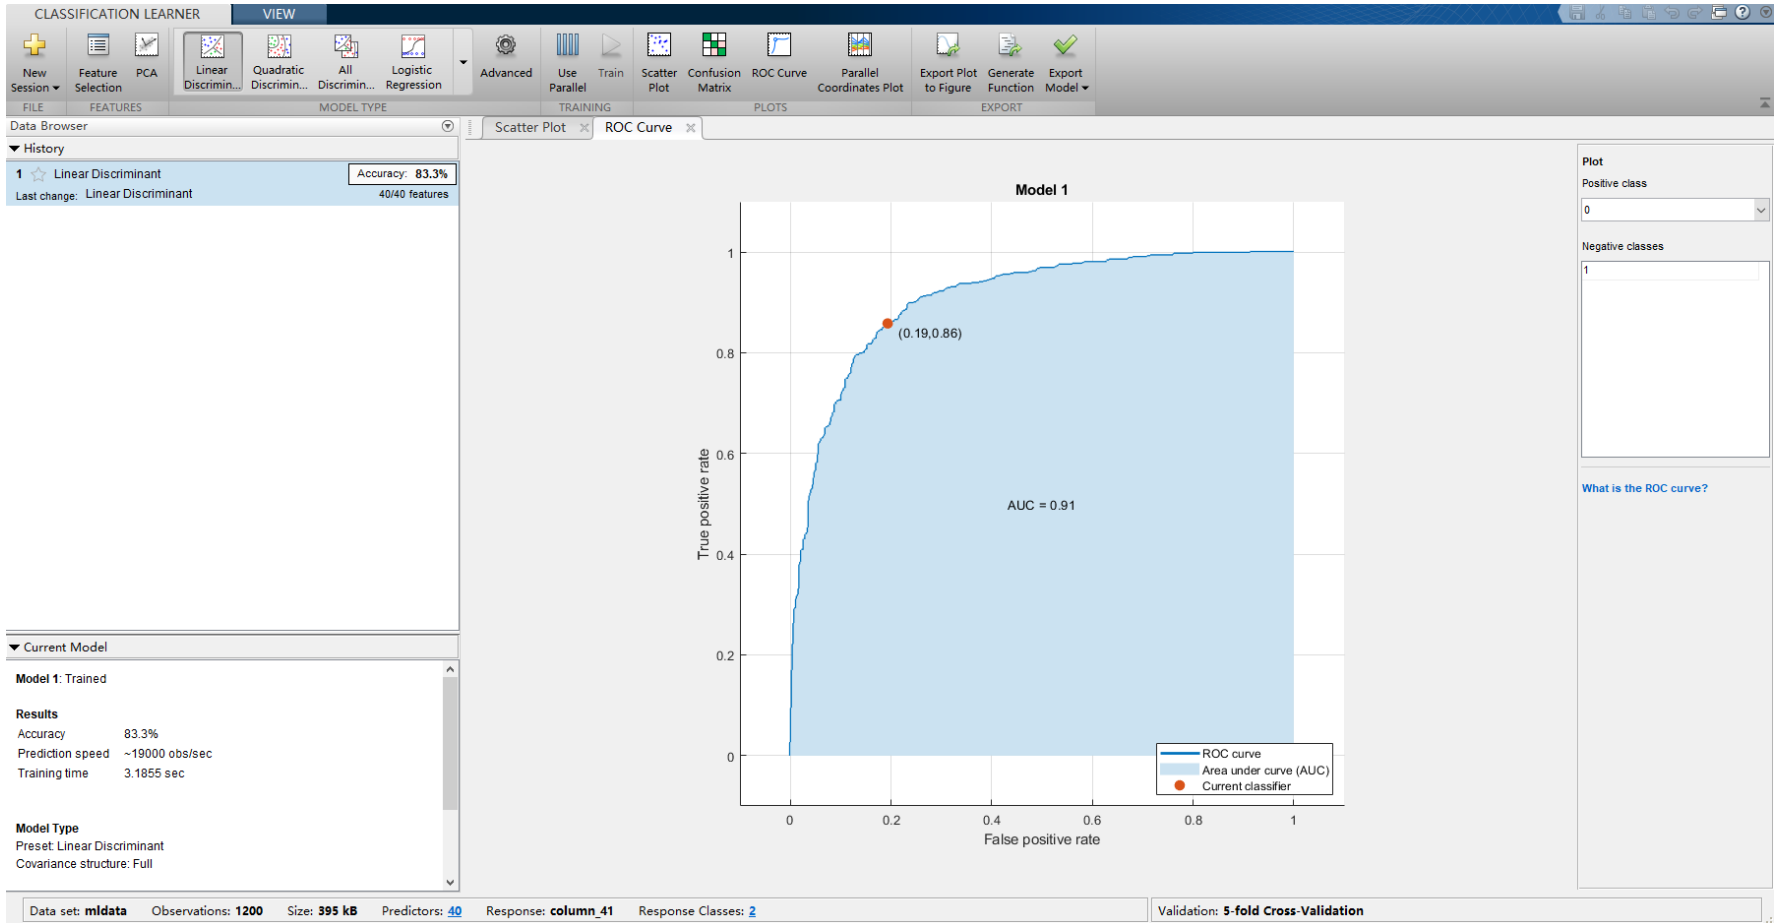 CLASSIFICATION LEARNER VIEW
New Session Feature Selection PCA Linear Discrimin... Quadratic Discrimin... All Discrimin... Logistic Regression Advanced Use Parallel Train Scatter Plot Confusion Matrix ROC Curve Parallel Coordinates Plot Export Plot to Figure Generate Function Export Model
FILE FEATURES MODEL TYPE TRAINING PLOTS EXPORT
Data Browser
Scatter Plot ROC Curve
History
1 Linear Discriminant Accuracy: 83.3%
Last change: Linear Discriminant 40/40 features
Current Model
Model 1: Trained
Results
Accuracy 83.3%
Prediction speed ~19000 obs/sec
Training time 3.1855 sec
Model Type
Preset: Linear Discriminant
Covariance structure: Full
Model 1
1
0.8
0.6
0.4
0.2
0
True positive rate
(0.19,0.86)
AUC = 0.91
ROC curve
Area under curve (AUC)
Current classifier
0 0.2 0.4 0.6 0.8 1
False positive rate
Plot
Positive class
0
Negative classes
1
What is the ROC curve?
Data set: mldata Observations: 1200 Size: 395 kB Predictors: 40 Response: column_41 Response Classes: 2 Validation: 5-fold Cross-Validation